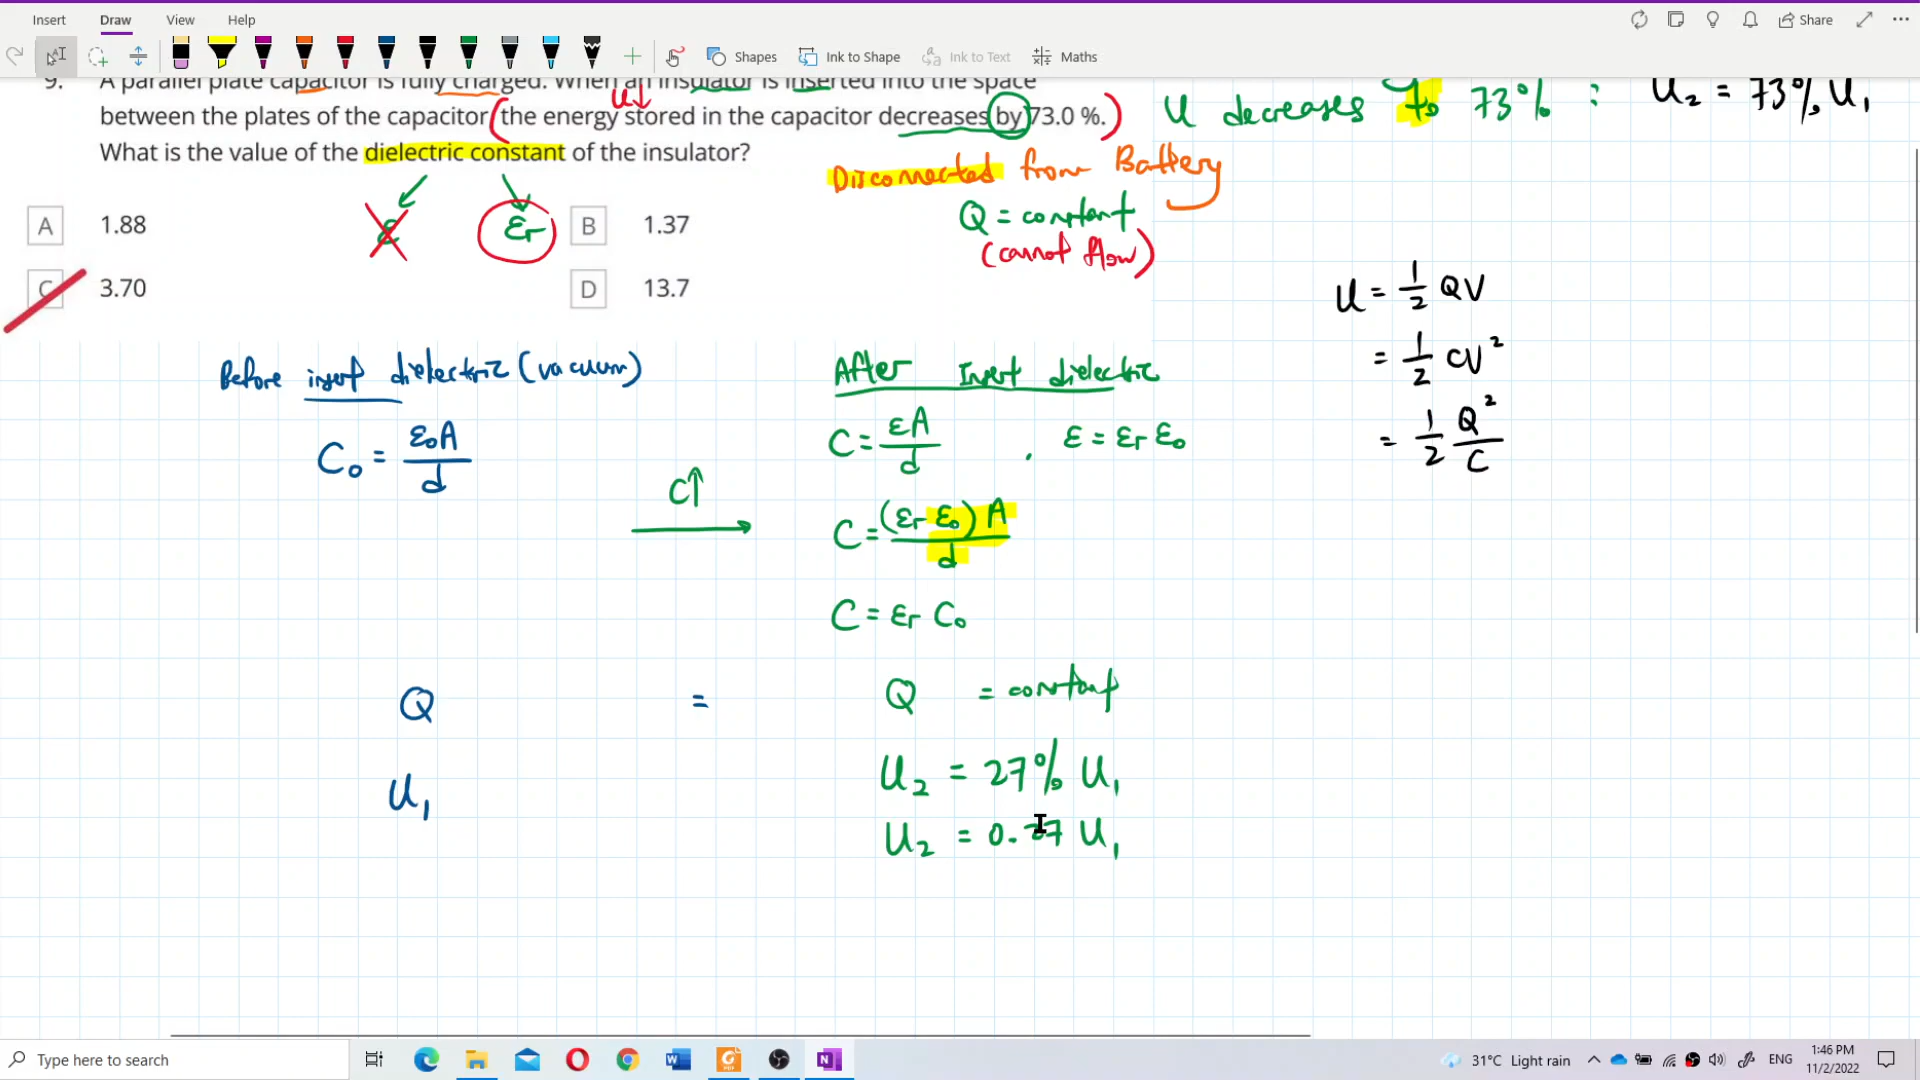 Insert Draw View Help
Share
Shapes Ink to Shape Ink to Text Maths
9. A parallel plate capacitor is fully charged. When an insulator is inserted into the space
U↓
between the plates of the capacitor (the energy stored in the capacitor decreases by 73.0 %.)
What is the value of the dielectric constant of the insulator?
U decreases to 73% : U₂ = 73% U₁
Disconnected from Battery
ε εr
Q = constant
(cannot flow)
A 1.88 B 1.37
C 3.70 D 13.7
U = 1/2 QV
= 1/2 CV²
= 1/2 Q²/C
Before insert dielectric (vacuum)
C₀ = ε₀A/d
C↑
After Insert dielectric
C = εA/d , ε = εr ε₀
C = (εr ε₀) A/d
C = εr C₀
Q = Q = constant
U₁ U₂ = 27% U₁
U₂ = 0.27 U₁
Type here to search
31°C Light rain
ENG
1:46 PM
11/2/2022